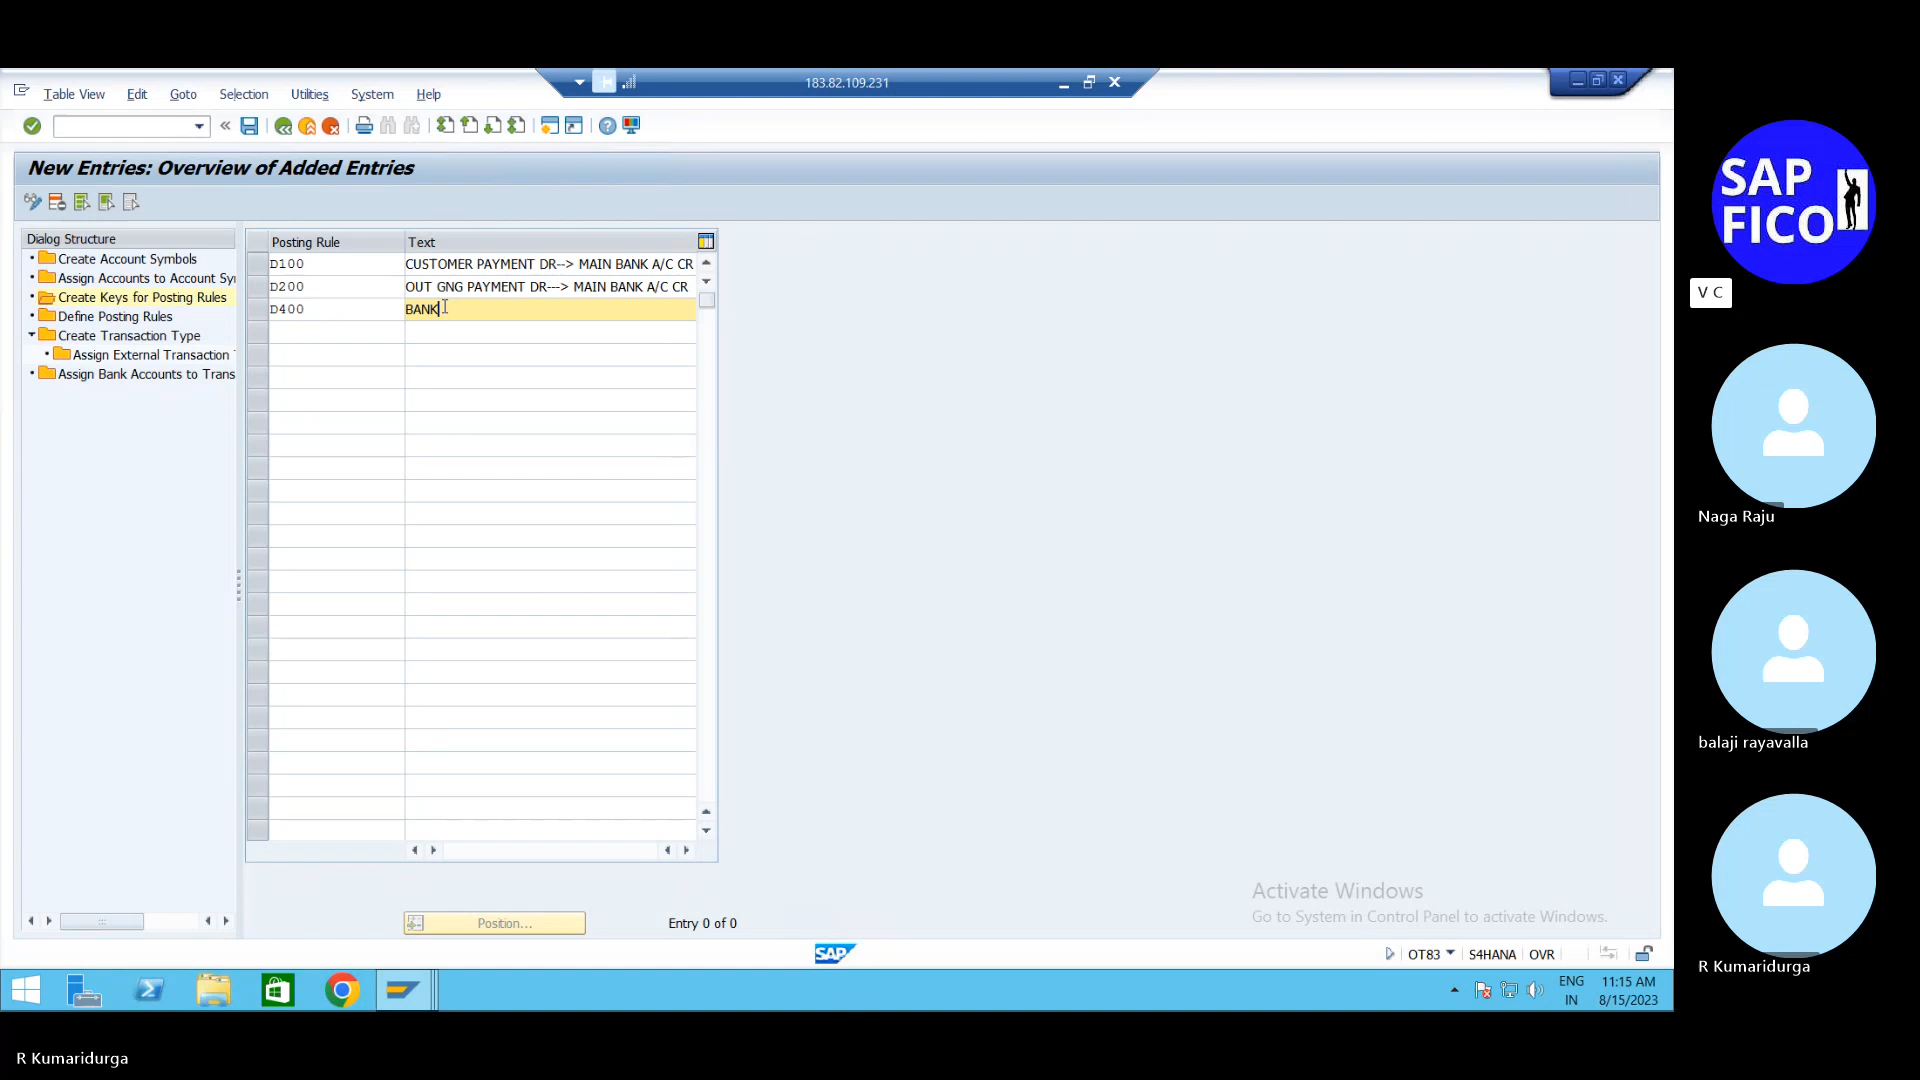 183.82.109.231
Table View Edit Goto Selection Utilities System Help
New Entries: Overview of Added Entries
Dialog Structure
Create Account Symbols
Assign Accounts to Account Sy
Create Keys for Posting Rules
Define Posting Rules
Create Transaction Type
Assign External Transaction
Assign Bank Accounts to Trans
Posting Rule Text
D100 CUSTOMER PAYMENT DR--> MAIN BANK A/C CR
D200 OUT GNG PAYMENT DR---> MAIN BANK A/C CR
D400 BANK
Position...
Entry 0 of 0
Activate Windows
Go to System in Control Panel to activate Windows.
SAP
OT83 S4HANA OVR
ENG
IN
11:15 AM
8/15/2023
SAP
FICO
V C
Naga Raju
balaji rayavalla
R Kumaridurga
R Kumaridurga